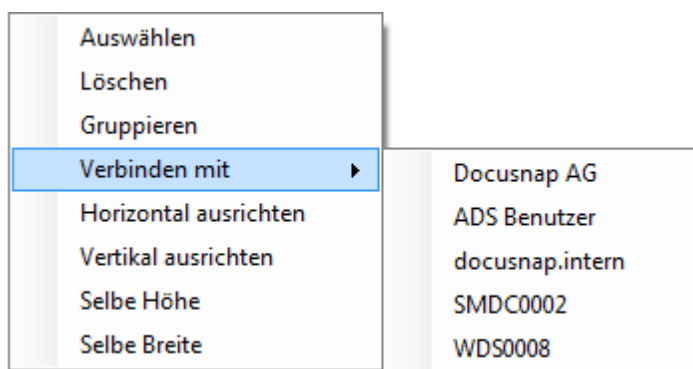 Auswählen
Löschen
Gruppieren
Verbinden mit
Horizontal ausrichten
Vertikal ausrichten
Selbe Höhe
Selbe Breite
Docusnap AG
ADS Benutzer
docusnap.intern
SMDC0002
WDS0008